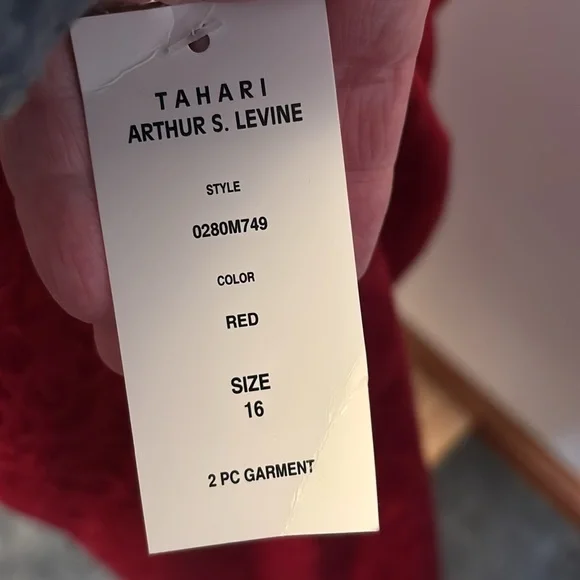 TAHARI
ARTHUR S. LEVINE
STYLE
0280M749
COLOR
RED
SIZE
16
2 PC GARMENT